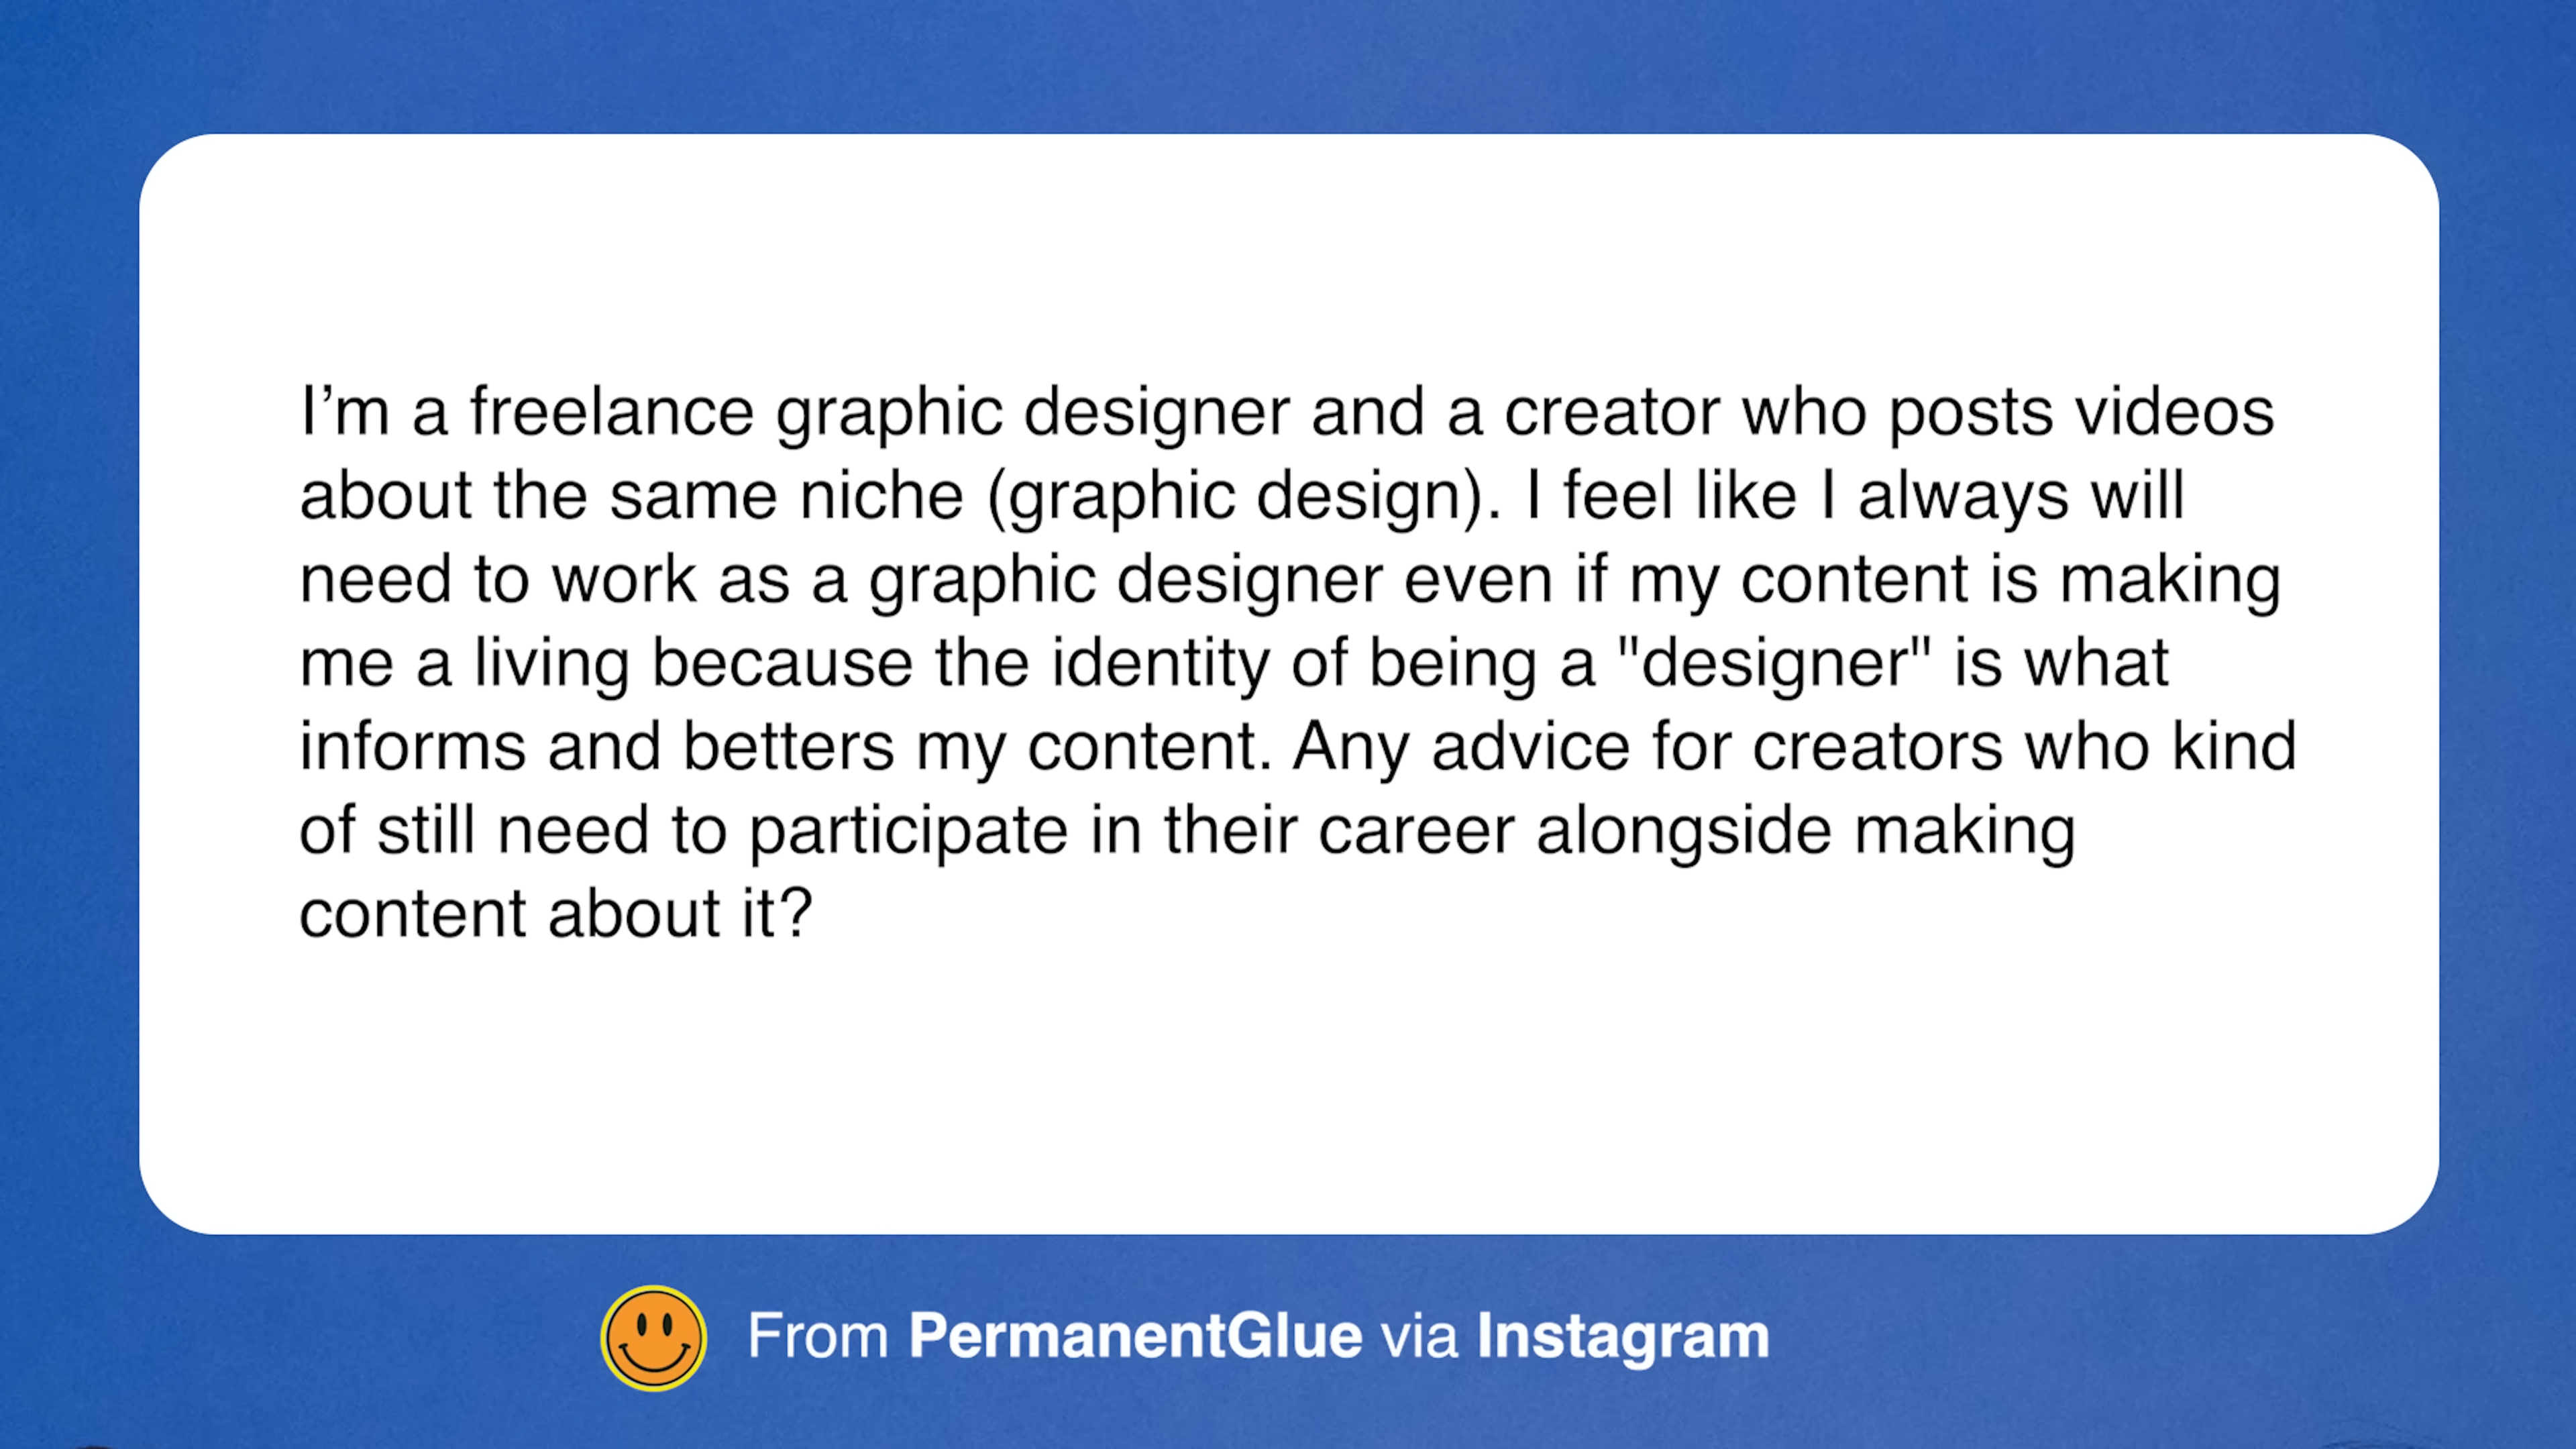 I’m a freelance graphic designer and a creator who posts videos
about the same niche (graphic design). I feel like I always will
need to work as a graphic designer even if my content is making
me a living because the identity of being a "designer" is what
informs and betters my content. Any advice for creators who kind
of still need to participate in their career alongside making
content about it?
From PermanentGlue via Instagram